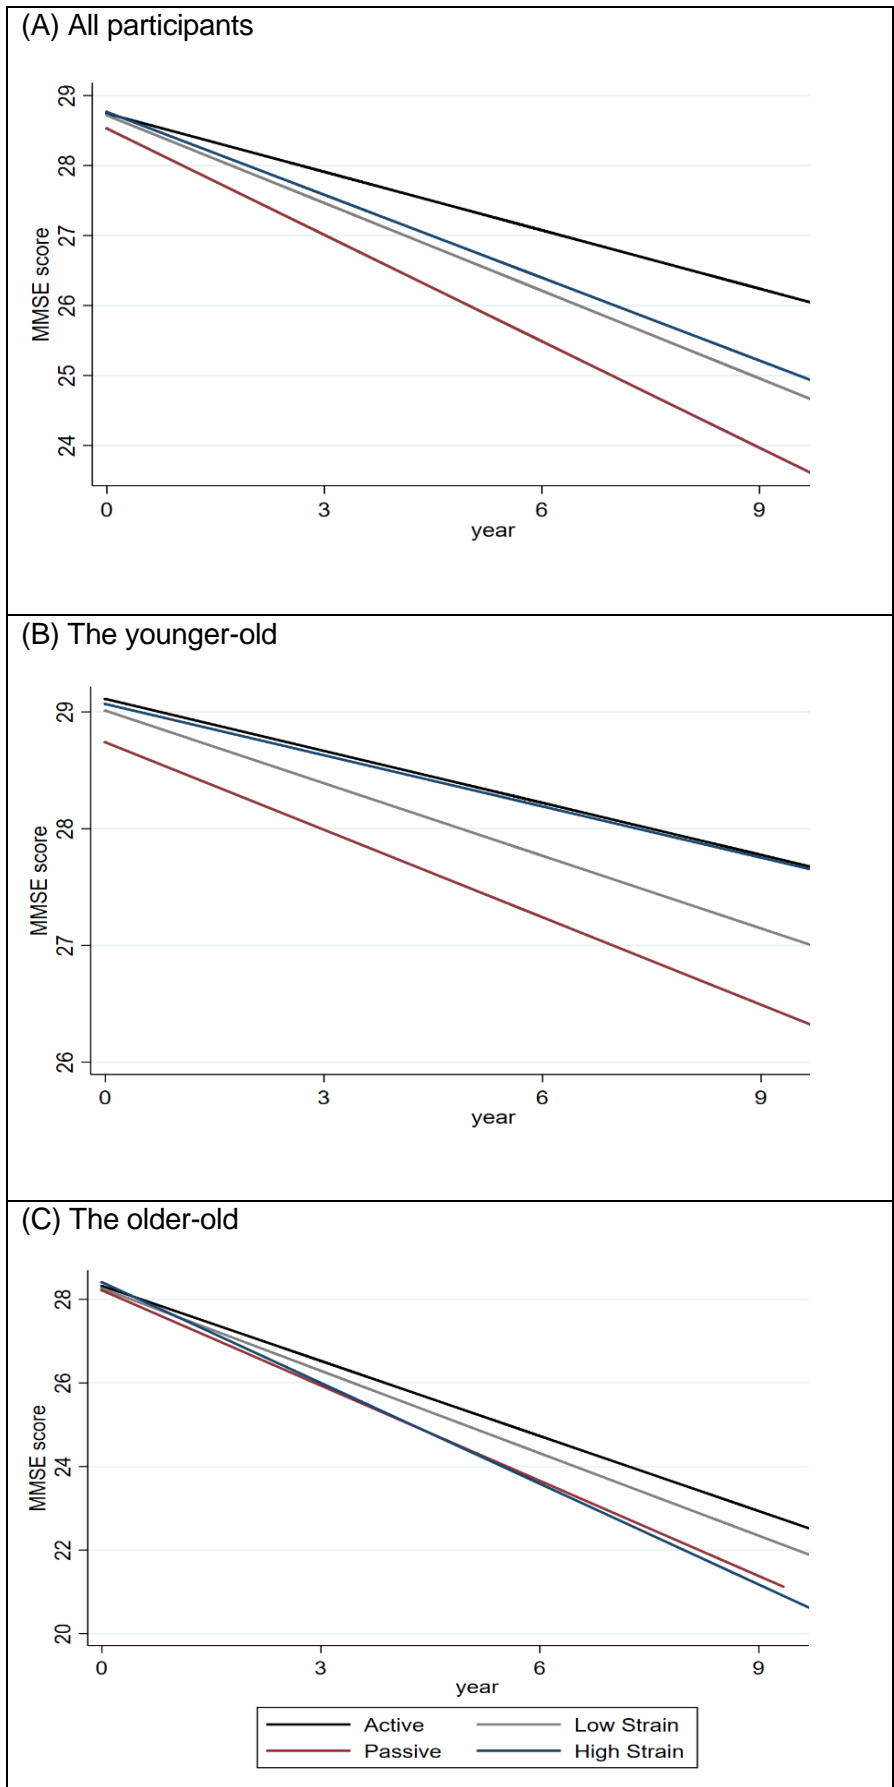 (A) All participants
29
28
27
26
25
24
MMSE score
0 3 6 9
year
(B) The younger-old
29
28
27
26
MMSE score
0 3 6 9
year
(C) The older-old
28
26
24
22
20
MMSE score
0 3 6 9
year
Active Low Strain
Passive High Strain